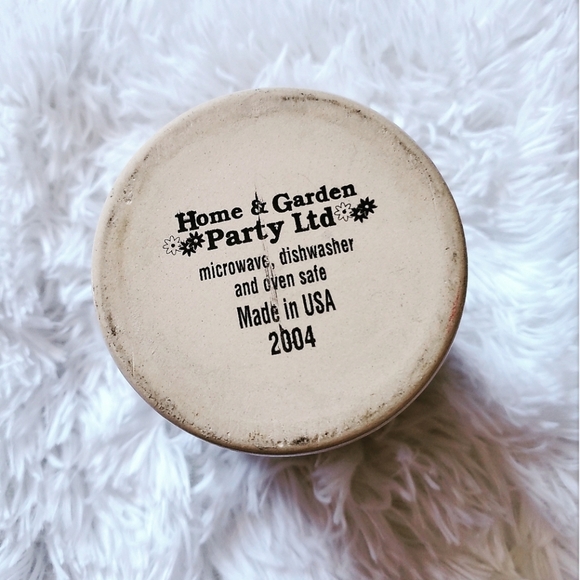 Home & Garden
Party Ltd
microwave, dishwasher
and oven safe
Made in USA
2004